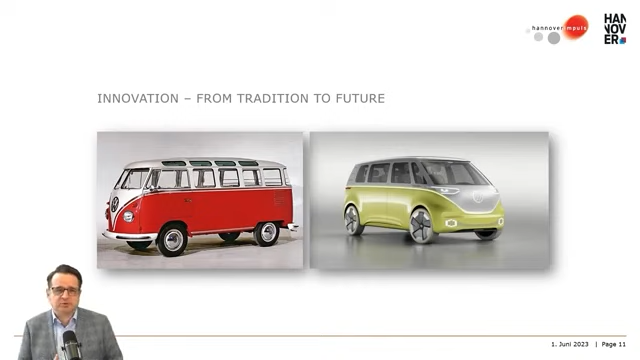 hannoverimpuls
HAN
NOV
ER
INNOVATION – FROM TRADITION TO FUTURE
1. Juni 2023 | Page 11